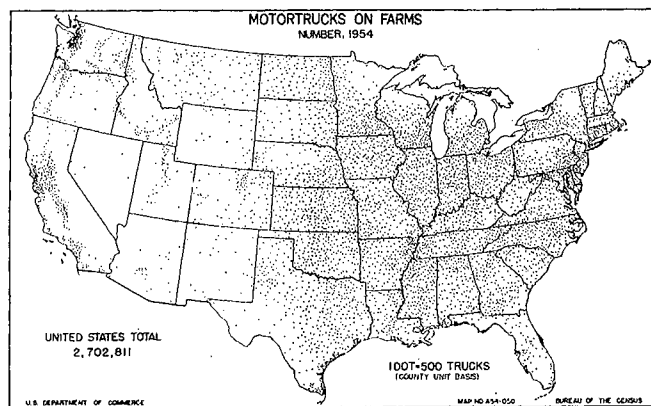 MOTORTRUCKS ON FARMS
NUMBER, 1954
UNITED STATES TOTAL
2,702,811
1 DOT=500 TRUCKS
(COUNTY UNIT BASIS)
U.S. DEPARTMENT OF COMMERCE
MAP NO. A54-050
BUREAU OF THE CENSUS